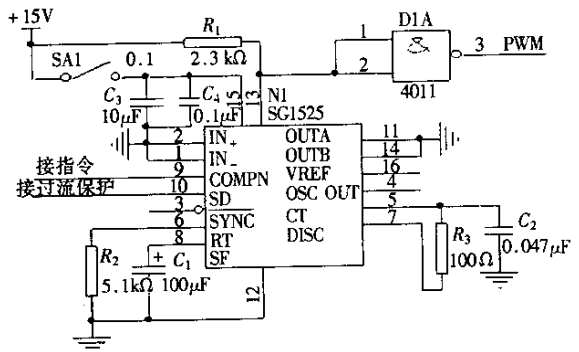 +15V
SA1
0.1
R₁
2.3 kΩ
1
2
D1A
&
3
PWM
4011
C₃
10μF
C₄
0.1μF
15
13
N1
SG1525
2
IN₊
1
IN₋
9
COMPN
10
SD
3
SYNC
6
RT
8
SF
接指令
接过流保护
OUTA
11
OUTB
14
VREF
16
OSC OUT
4
CT
5
DISC
7
R₂
5.1kΩ
C₁
+
100μF
12
R₃
100Ω
C₂
0.047μF